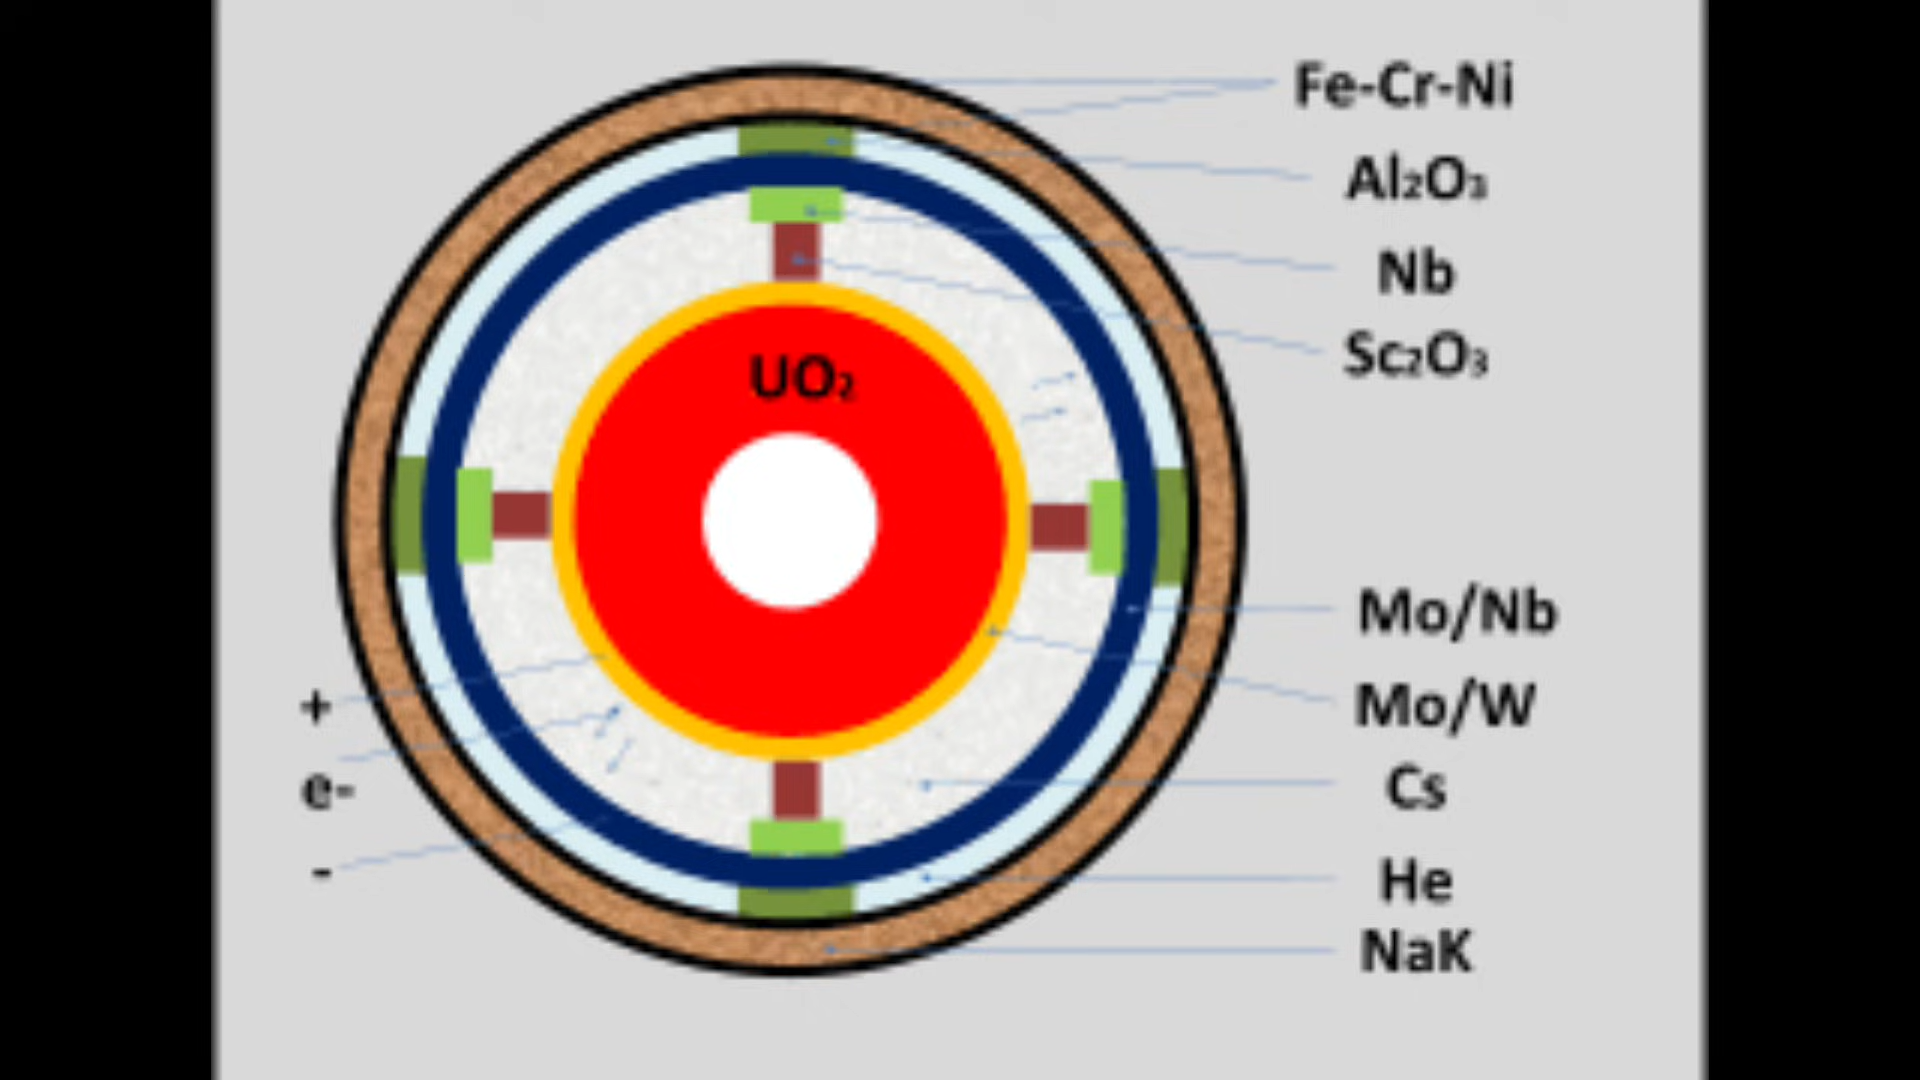 Fe-Cr-Ni
Al₂O₃
Nb
Sc₂O₃
UO₂
Mo/Nb
Mo/W
Cs
He
NaK
+
e-
-